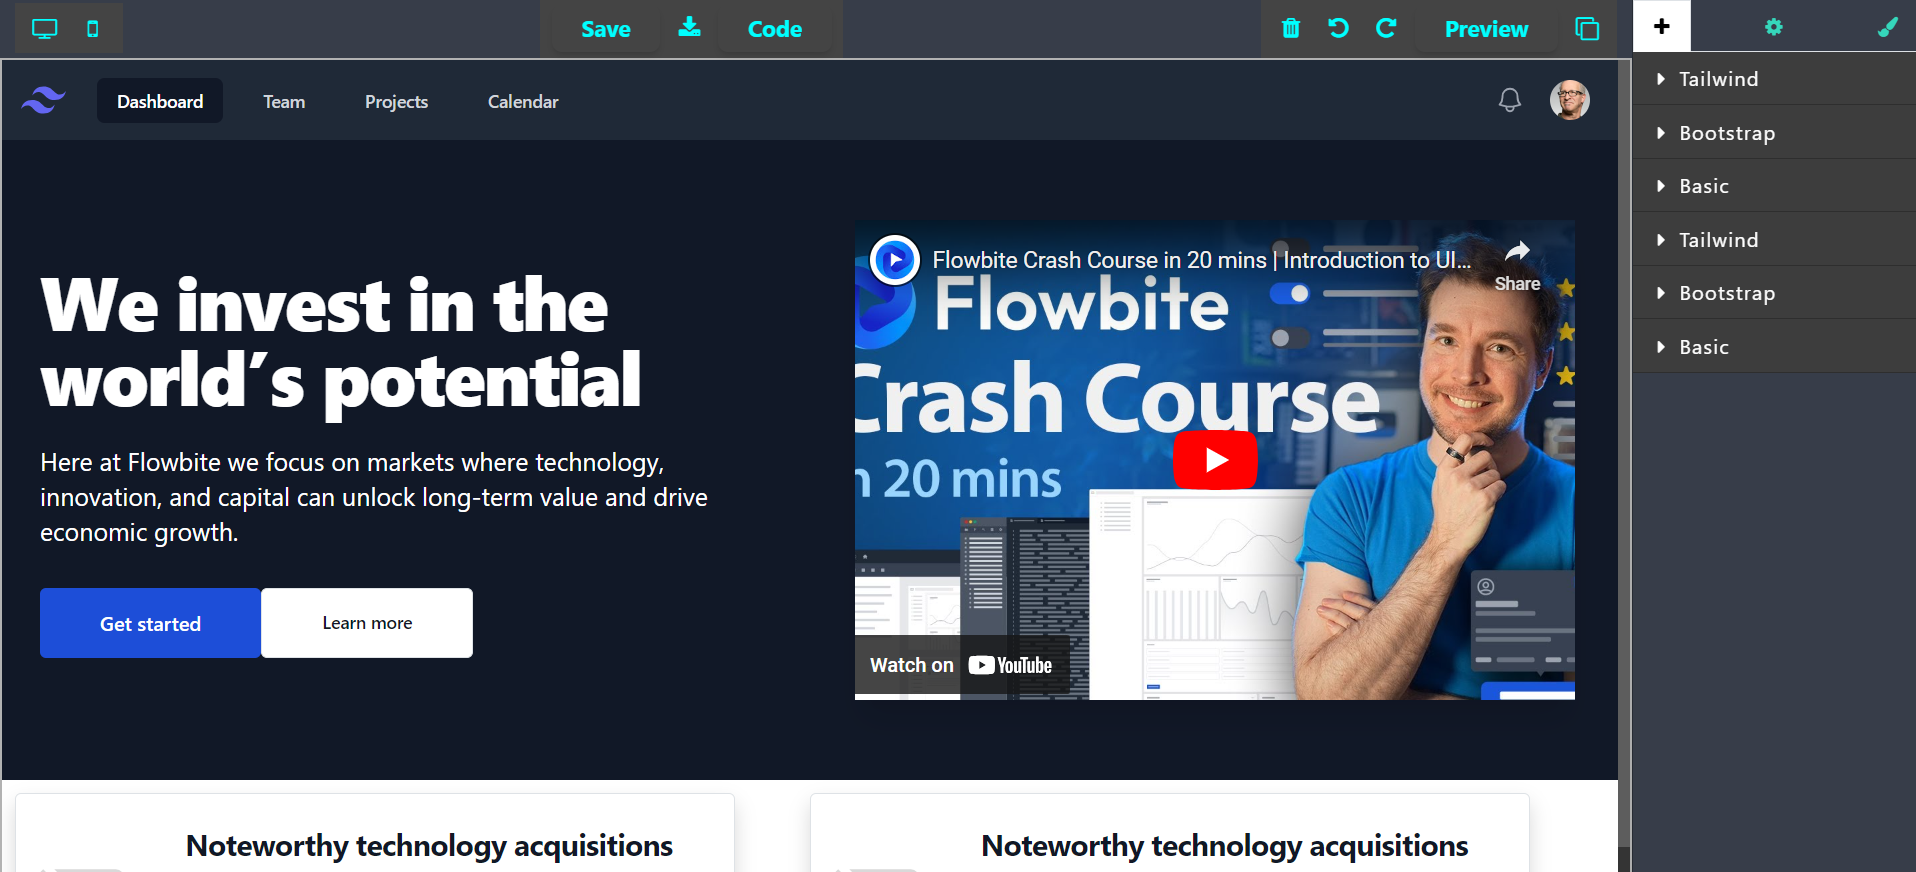 Save
Code
Preview
Dashboard
Team
Projects
Calendar
We invest in the
world’s potential
Here at Flowbite we focus on markets where technology,
innovation, and capital can unlock long-term value and drive
economic growth.
Get started
Learn more
Flowbite Crash Course in 20 mins | Introduction to UI...
Share
Flowbite
Crash Course
n 20 mins
Watch on YouTube
Noteworthy technology acquisitions
Noteworthy technology acquisitions
Tailwind
Bootstrap
Basic
Tailwind
Bootstrap
Basic